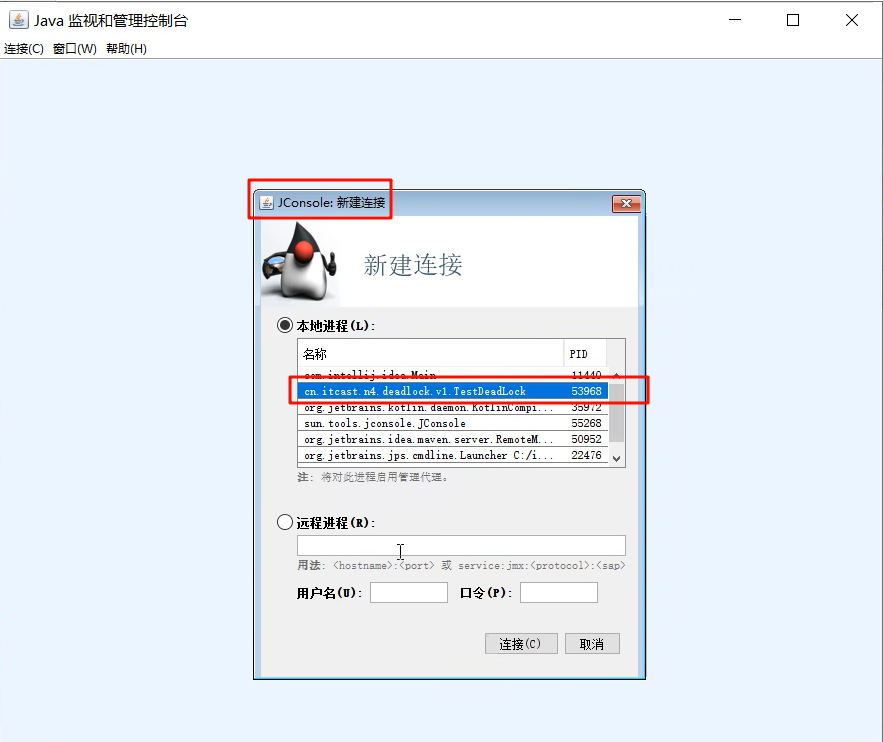 Java 监视和管理控制台
连接(C) 窗口(W) 帮助(H)
JConsole: 新建连接
新建连接
本地进程(L):
名称 PID
com.intellij.idea.Main 11440
cn.itcast.n4.deadlock.v1.TestDeadLock 53968
org.jetbrains.kotlin.daemon.KotlinCompi... 35972
sun.tools.jconsole.JConsole 55268
org.jetbrains.idea.maven.server.RemoteM... 50952
org.jetbrains.jps.cmdline.Launcher C:/i... 22476
注: 将对此进程启用管理代理。
远程进程(R):
用法: <hostname>:<port> 或 service:jmx:<protocol>:<sap>
用户名(U): 口令(P):
连接(C) 取消